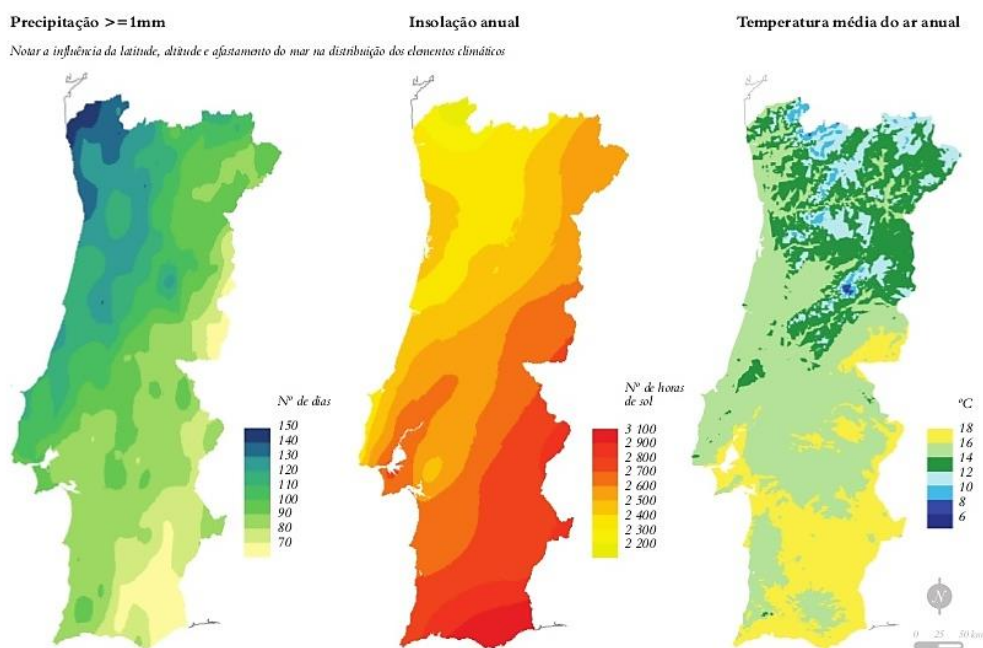 Precipitação >=1mm
Insolação anual
Temperatura média do ar anual
Notar a influência da latitude, altitude e afastamento do mar na distribuição dos elementos climáticos
Nº de dias
150
140
130
120
110
100
90
80
70
Nº de horas
de sol
3 100
2 900
2 800
2 700
2 600
2 500
2 400
2 300
2 200
ºC
18
16
14
12
10
8
6
N
0 25 50 km